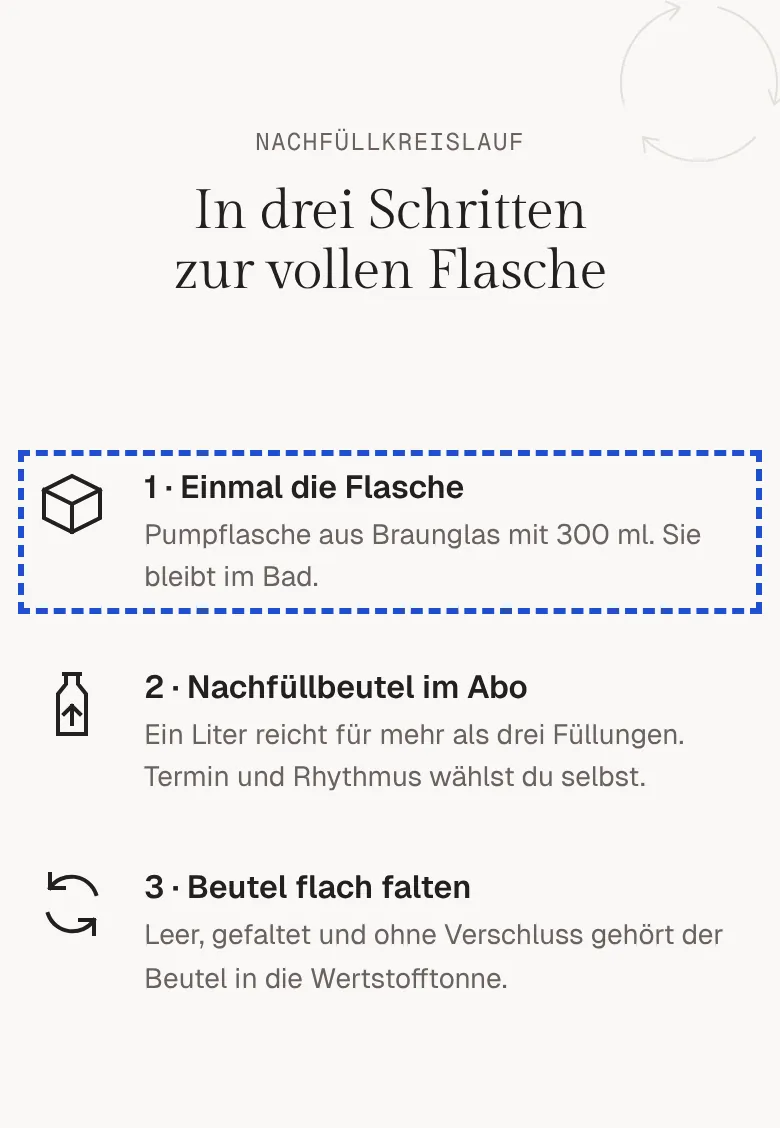 NACHFÜLLKREISLAUF
In drei Schritten
zur vollen Flasche
1 · Einmal die Flasche
Pumpflasche aus Braunglas mit 300 ml. Sie
bleibt im Bad.
2 · Nachfüllbeutel im Abo
Ein Liter reicht für mehr als drei Füllungen.
Termin und Rhythmus wählst du selbst.
3 · Beutel flach falten
Leer, gefaltet und ohne Verschluss gehört der
Beutel in die Wertstofftonne.